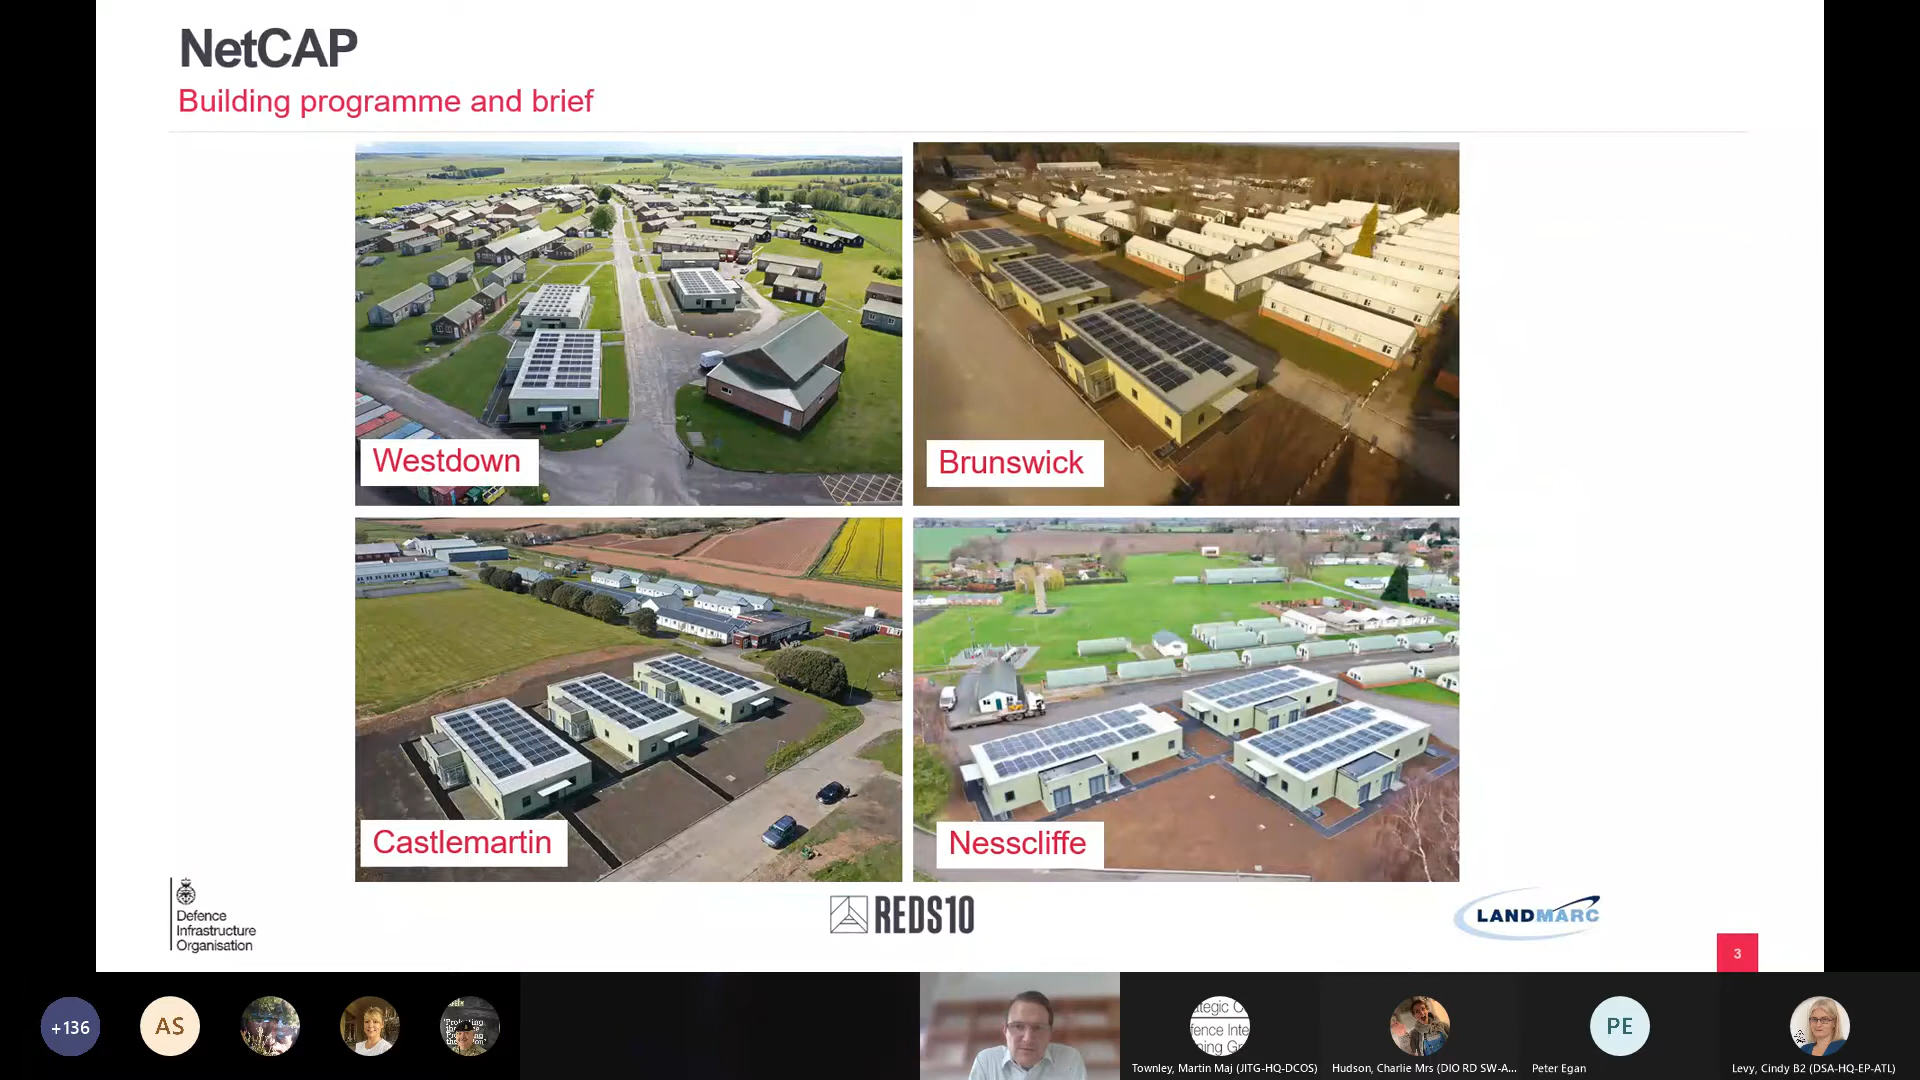 NetCAP
Building programme and brief
Westdown
Brunswick
Castlemartin
Nesscliffe
Defence
Infrastructure
Organisation
REDS10
LANDMARC
3
+136
AS
PE
Townley, Martin Maj (JITG-HQ-DCOS)
Hudson, Charlie Mrs (DIO RD SW-A...
Peter Egan
Levy, Cindy B2 (DSA-HQ-EP-ATL)